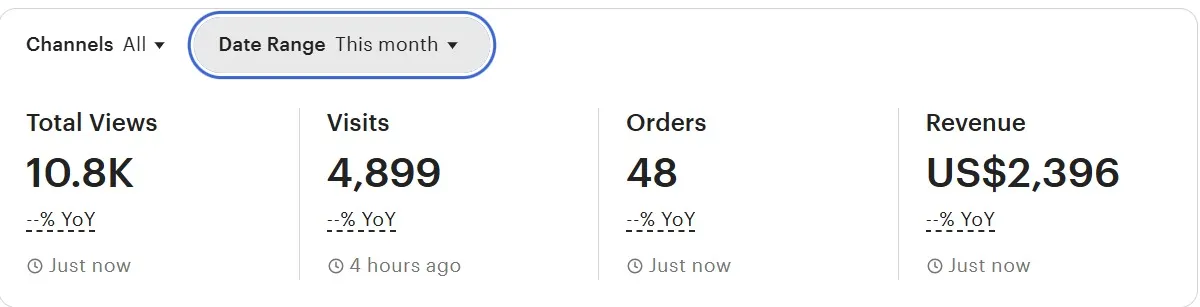 Channels All Date Range This month
Total Views Visits Orders Revenue
10.8K 4,899 48 US$2,396
--% YoY --% YoY --% YoY --% YoY
Just now 4 hours ago Just now Just now